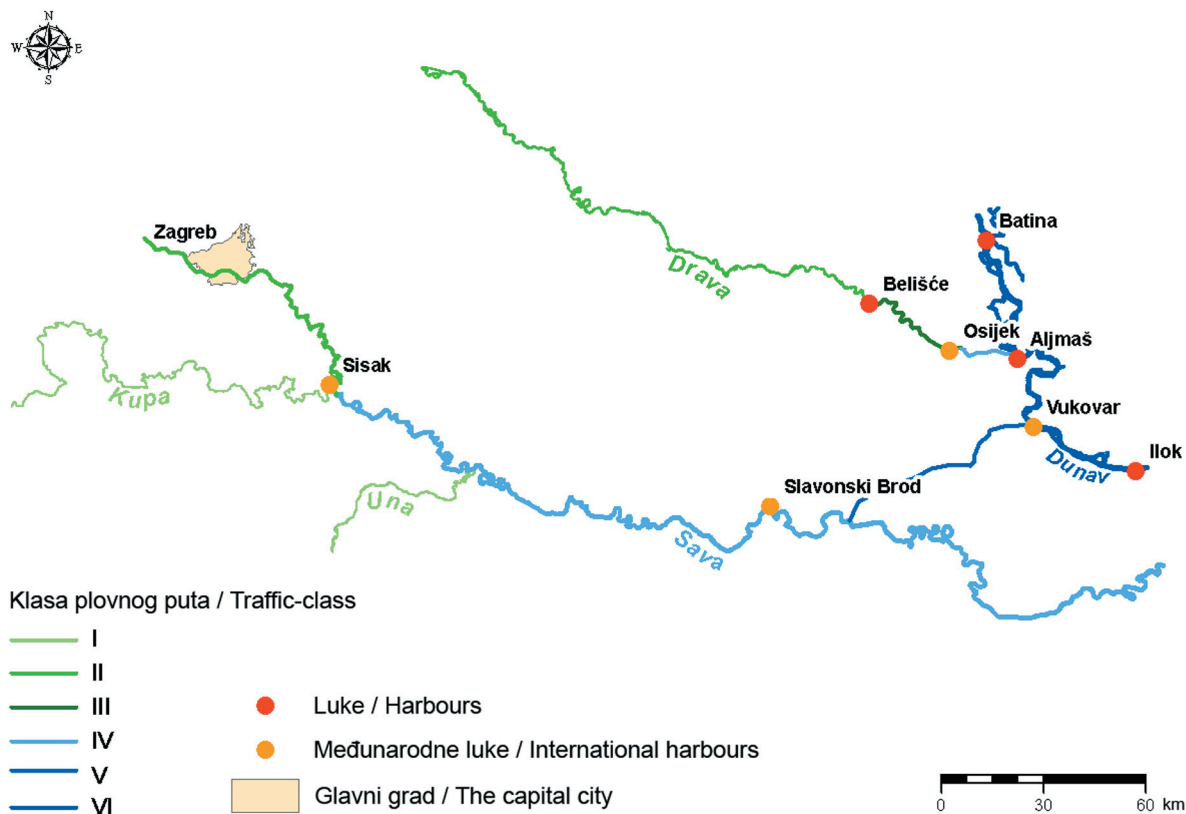 N
W E
S
Batina
Zagreb
Drava
Belišće
Osijek
Aljmaš
Sisak
Kupa
Vukovar
Dunav
Ilok
Slavonski Brod
Una
Sava
Klasa plovnog puta / Traffic-class
I
II
III
IV
V
VI
Luke / Harbours
Međunarodne luke / International harbours
Glavni grad / The capital city
0 30 60 km